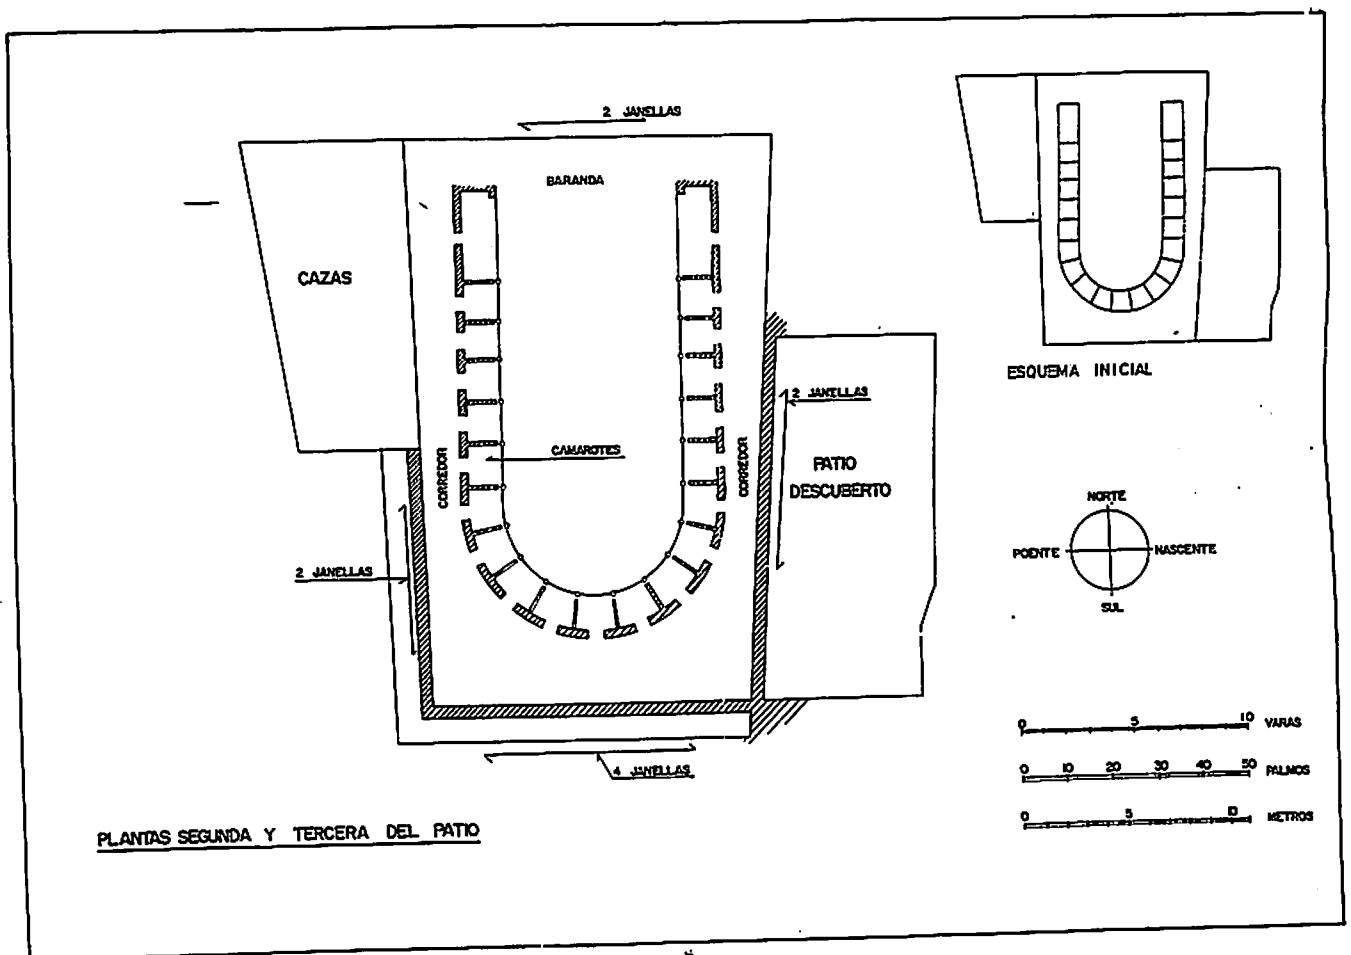 2 JANELLAS
BARANDA
CAZAS
ESQUEMA INICIAL
2 JANELLAS
CORREDOR
CAMAROTES
CORREDOR
PATIO
DESCUBERTO
NORTE
POENTE
NASCENTE
SUL
2 JANELLAS
0 5 10 VARAS
4 JANELLAS
0 10 20 30 40 50 PALMOS
0 5 10 METROS
PLANTAS SEGUNDA Y TERCERA DEL PATIO